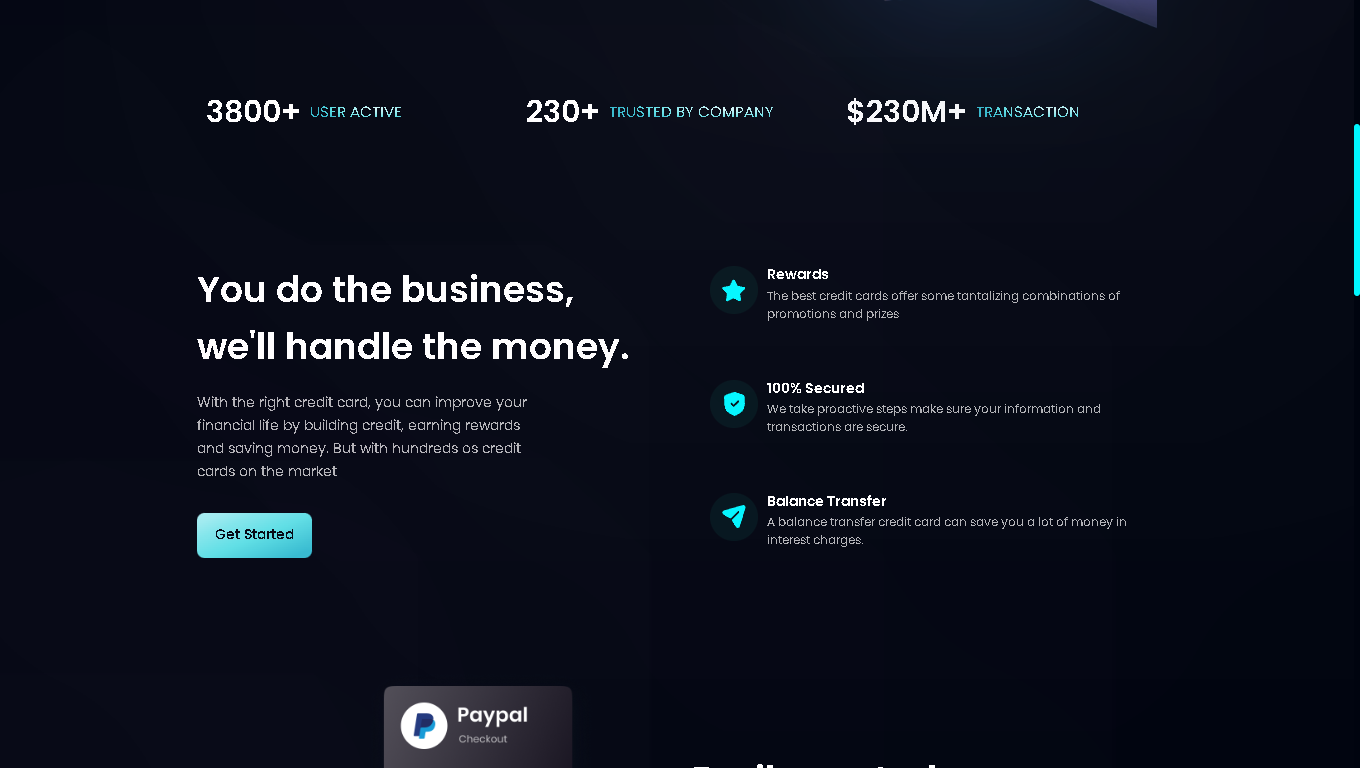 3800+ USER ACTIVE
230+ TRUSTED BY COMPANY
$230M+ TRANSACTION
You do the business,
we'll handle the money.
With the right credit card, you can improve your
financial life by building credit, earning rewards
and saving money. But with hundreds os credit
cards on the market
Get Started
Rewards
The best credit cards offer some tantalizing combinations of
promotions and prizes
100% Secured
We take proactive steps make sure your information and
transactions are secure.
Balance Transfer
A balance transfer credit card can save you a lot of money in
interest charges.
Paypal
Checkout